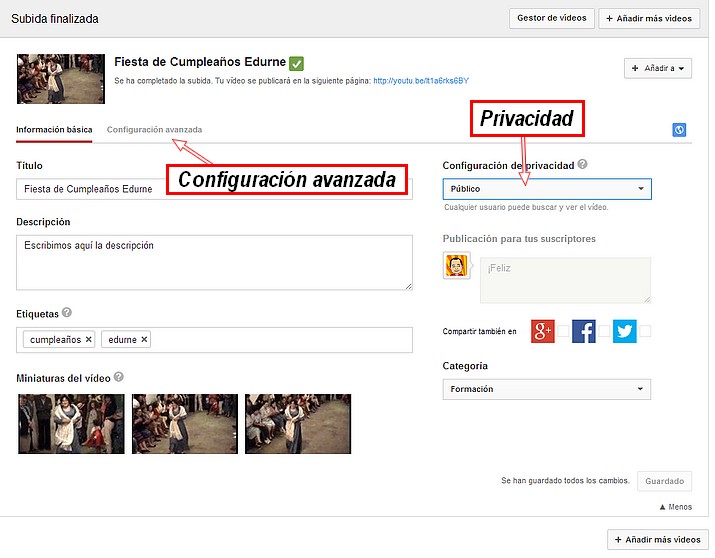 Subida finalizada
Gestor de vídeos
+ Añadir más vídeos
Fiesta de Cumpleaños Edurne
Se ha completado la subida. Tu vídeo se publicará en la siguiente página: http://youtu.be/lt1a6rks6BY
+ Añadir a
Información básica
Configuración avanzada
Privacidad
Título
Configuración avanzada
Fiesta de Cumpleaños Edurne
Configuración de privacidad ?
Público
Cualquier usuario puede buscar y ver el vídeo.
Descripción
Escribimos aquí la descripción
Publicación para tus suscriptores
¡Feliz
Etiquetas ?
cumpleaños ×
edurne ×
Compartir también en
g+ f
Categoría
Formación
Miniaturas del vídeo ?
Se han guardado todos los cambios.
Guardado
▲ Menos
+ Añadir más vídeos